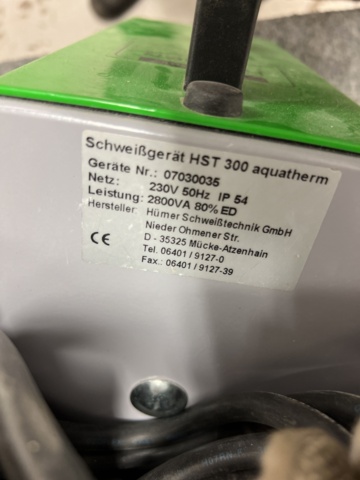 Schweißgerät HST 300 aquatherm
Geräte Nr.: 07030035
Netz: 230V 50Hz IP 54
Leistung: 2800VA 80% ED
Hersteller: Hürner Schweißtechnik GmbH
Nieder Ohmener Str.
CE D - 35325 Mücke-Atzenhain
Tel. 06401 / 9127-0
Fax.: 06401 / 9127-39